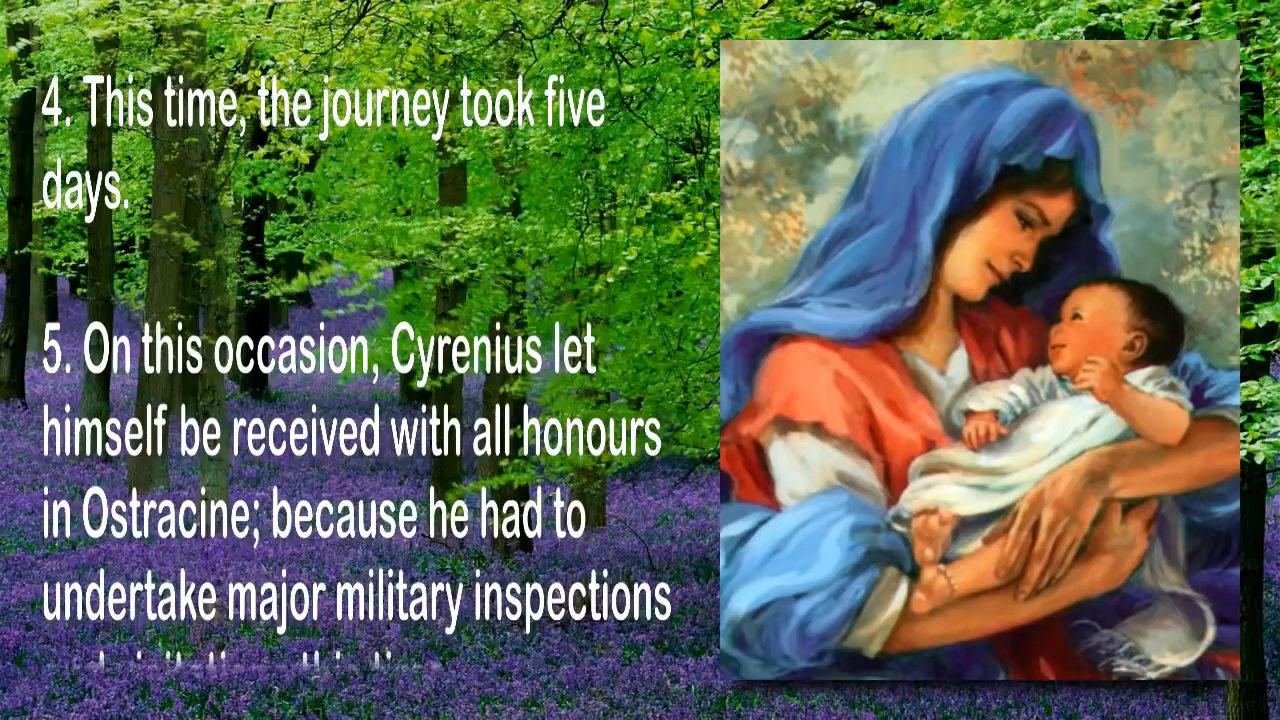 4. This time, the journey took five
days.
5. On this occasion, Cyrenius let
himself be received with all honours
in Ostracine; because he had to
undertake major military inspections